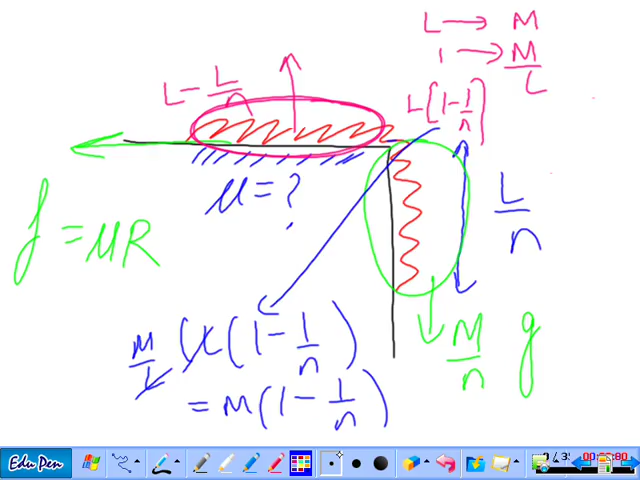 L → M
1 → M/L
L - L/n
L[1 - 1/n]
μ = ?
L/n
f = μR
M/n g
M/L (L(1 - 1/n)
= M(1 - 1/n)
Edu Pen